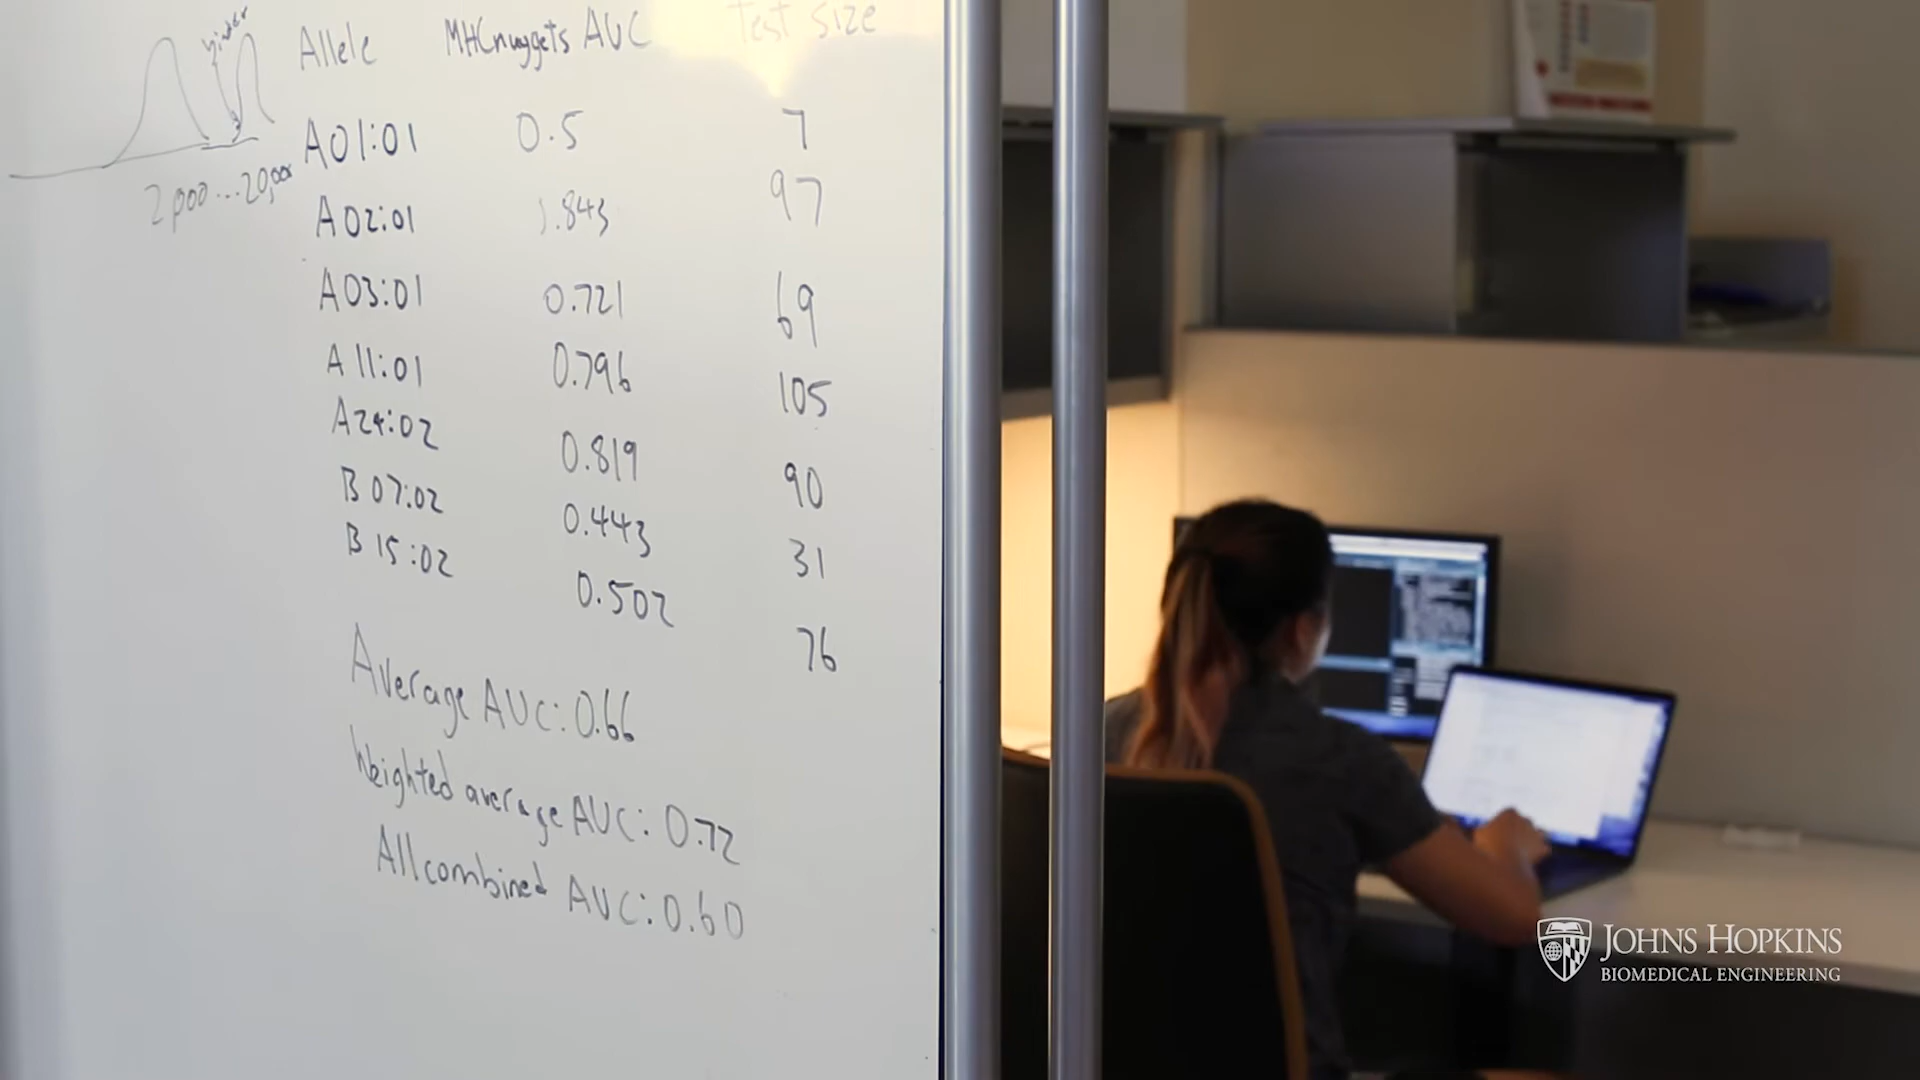 Allele MHCnuggets AUC Test size
A01:01 0.5 7
A02:01 .843 97
A03:01 0.721 69
A11:01 0.796 105
A24:02 0.819 90
B07:02 0.443 31
B15:02 0.502 76
Average AUC: 0.66
Weighted average AUC: 0.72
All combined AUC: 0.60
2,000...20,000
JOHNS HOPKINS
BIOMEDICAL ENGINEERING